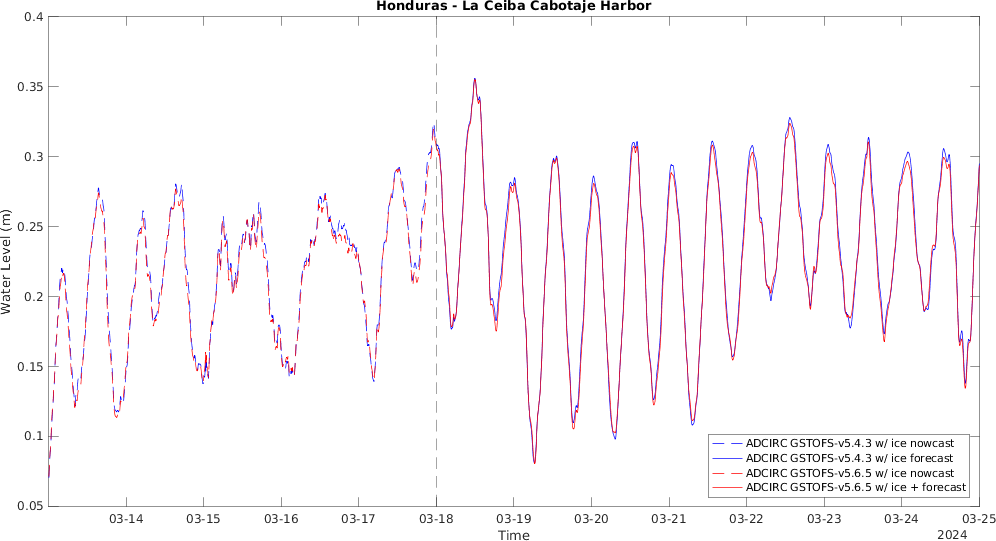 Honduras - La Ceiba Cabotaje Harbor
0.4
0.35
0.3
0.25
0.2
0.15
0.1
0.05
Water Level (m)
ADCIRC GSTOFS-v5.4.3 w/ ice nowcast
ADCIRC GSTOFS-v5.4.3 w/ ice forecast
ADCIRC GSTOFS-v5.6.5 w/ ice nowcast
ADCIRC GSTOFS-v5.6.5 w/ ice + forecast
03-14 03-15 03-16 03-17 03-18 03-19 03-20 03-21 03-22 03-23 03-24 03-25
Time
2024